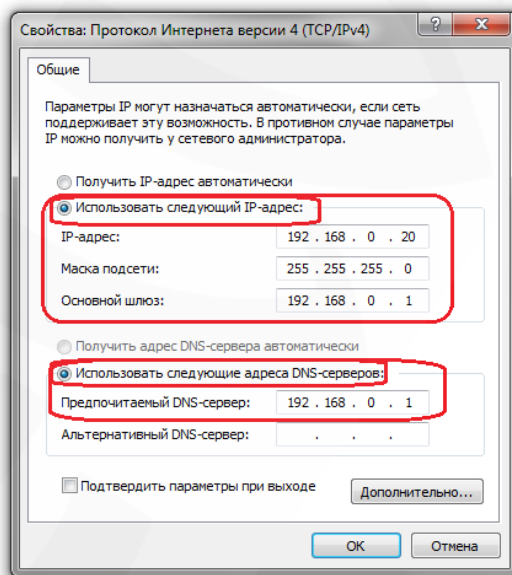 Свойства: Протокол Интернета версии 4 (TCP/IPv4)
?
Общие
Параметры IP могут назначаться автоматически, если сеть
поддерживает эту возможность. В противном случае параметры
IP можно получить у сетевого администратора.
Получить IP-адрес автоматически
Использовать следующий IP-адрес:
IP-адрес: 192 . 168 . 0 . 20
Маска подсети: 255 . 255 . 255 . 0
Основной шлюз: 192 . 168 . 0 . 1
Получить адрес DNS-сервера автоматически
Использовать следующие адреса DNS-серверов:
Предпочитаемый DNS-сервер: 192 . 168 . 0 . 1
Альтернативный DNS-сервер: . . .
Подтвердить параметры при выходе
Дополнительно...
ОК
Отмена